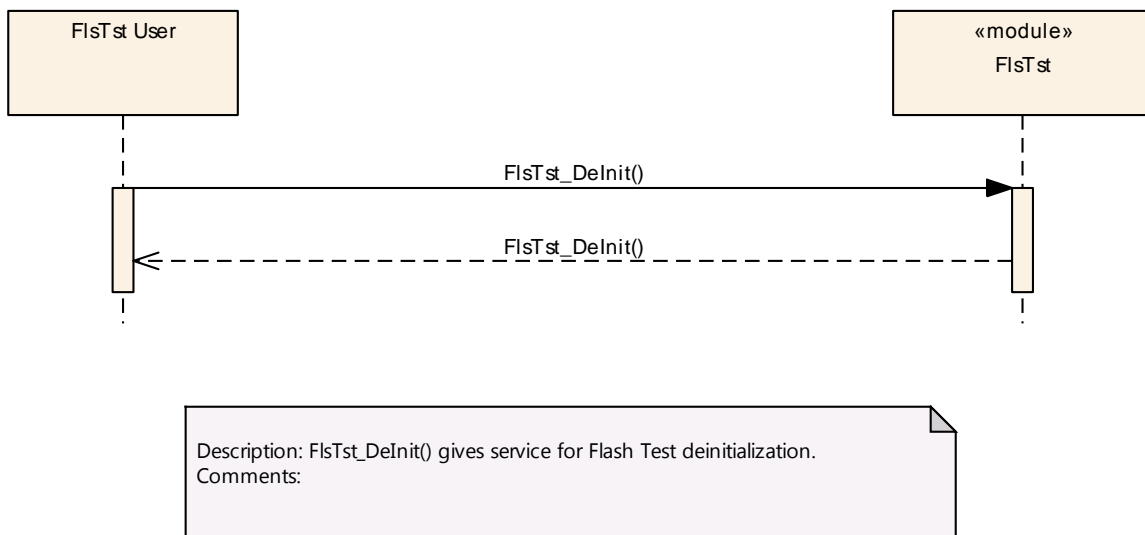 FlsTst User
«module»
FlsTst
FlsTst_DeInit()
FlsTst_DeInit()
Description: FlsTst_DeInit() gives service for Flash Test deinitialization.
Comments: